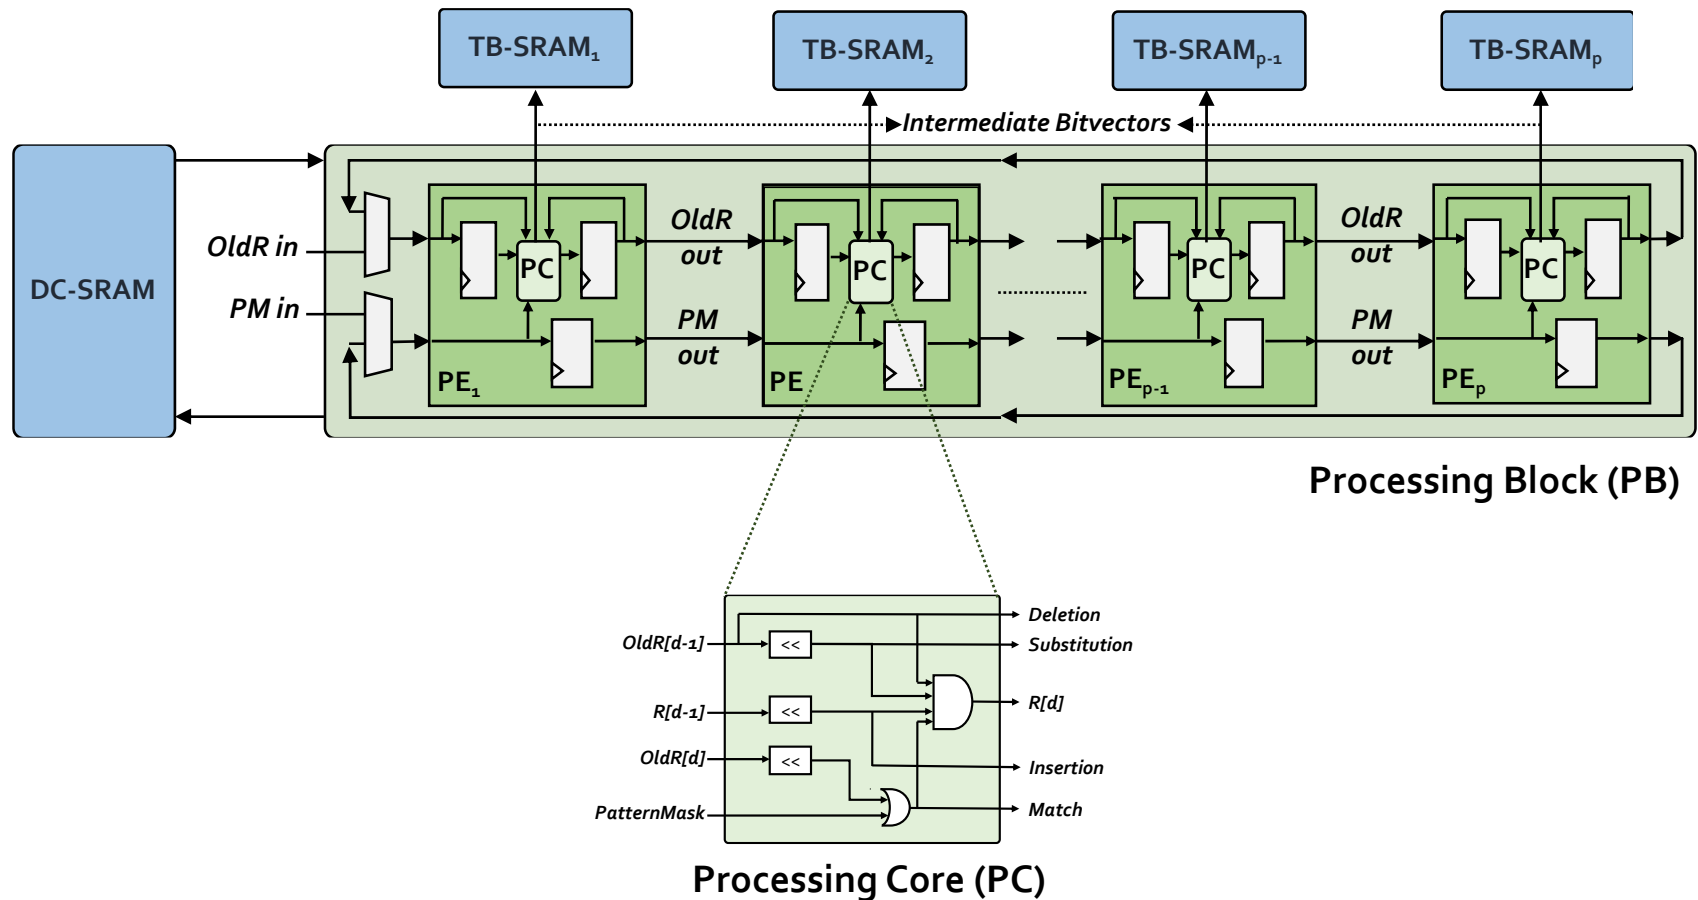 TB-SRAM₁
TB-SRAM₂
TB-SRAMp-1
TB-SRAMp
Intermediate Bitvectors
DC-SRAM
OldR in
PM in
PC
PE₁
OldR
out
PM
out
PC
PE
PC
PEp-1
OldR
out
PM
out
PC
PEp
Processing Block (PB)
OldR[d-1]
<<
R[d-1]
<<
OldR[d]
<<
PatternMask
Deletion
Substitution
R[d]
Insertion
Match
Processing Core (PC)